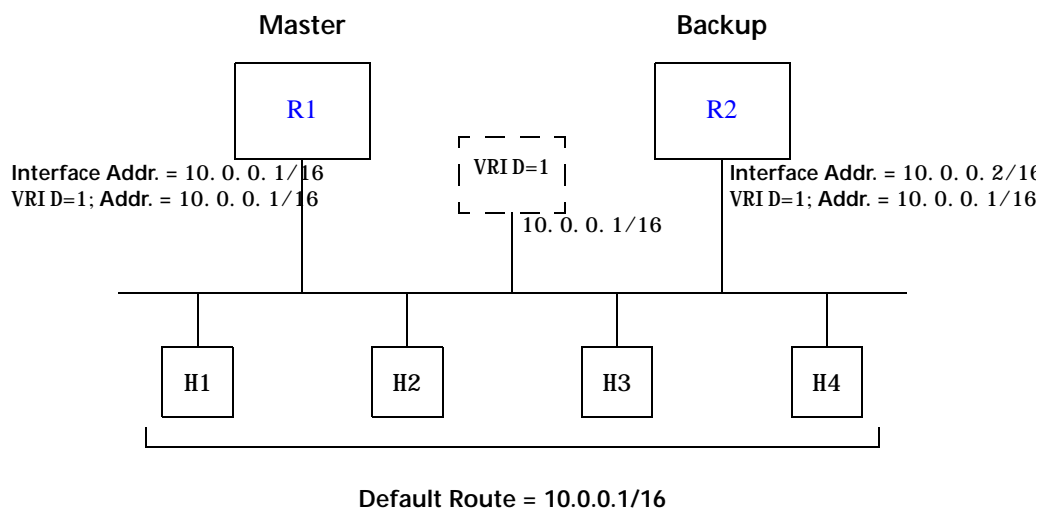 Master
Backup
R1
R2
VRID=1
Interface Addr. = 10.0.0.1/16
VRID=1; Addr. = 10.0.0.1/16
Interface Addr. = 10.0.0.2/16
VRID=1; Addr. = 10.0.0.1/16
10.0.0.1/16
H1
H2
H3
H4
Default Route = 10.0.0.1/16